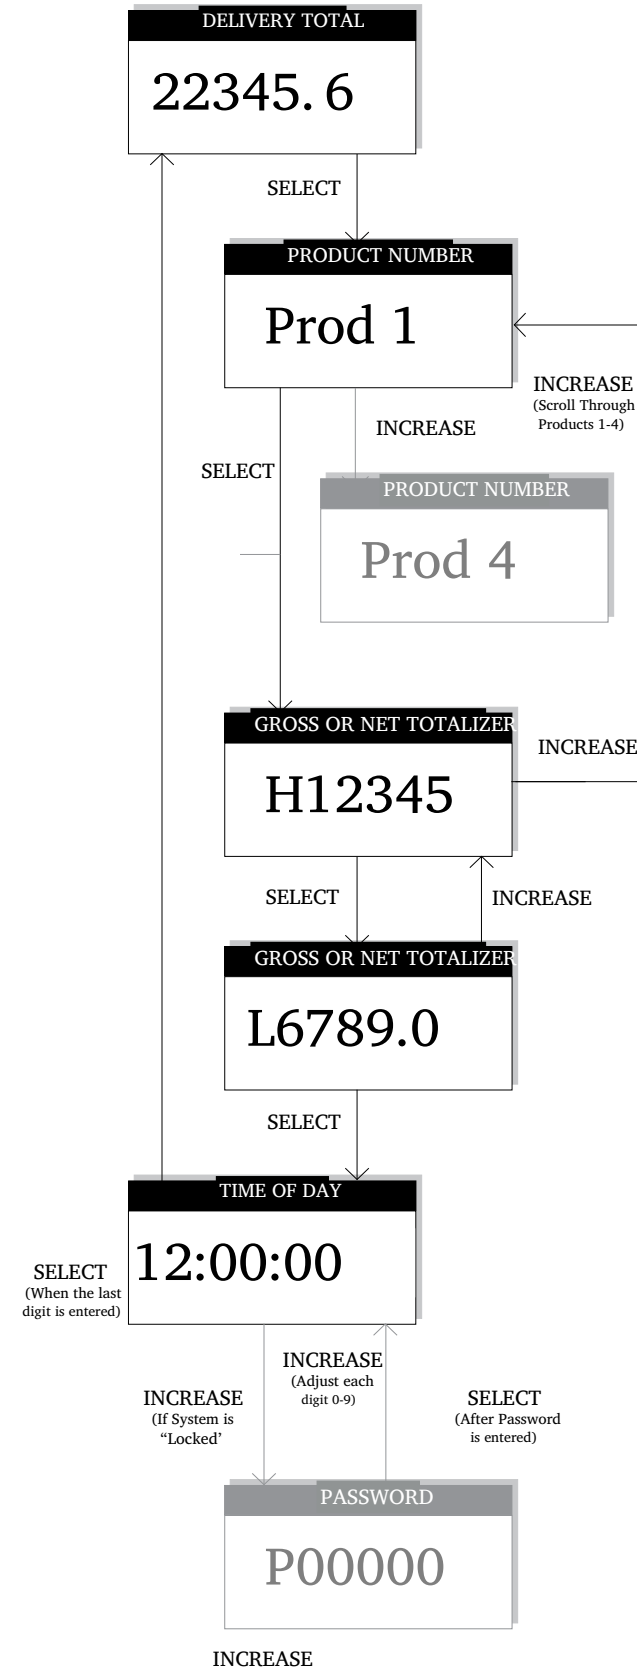 DELIVERY TOTAL
22345.6
SELECT
PRODUCT NUMBER
Prod 1
INCREASE
(Scroll Through
Products 1-4)
INCREASE
SELECT
PRODUCT NUMBER
Prod 4
GROSS OR NET TOTALIZER
H12345
INCREASE
SELECT
INCREASE
GROSS OR NET TOTALIZER
L6789.0
SELECT
TIME OF DAY
12:00:00
SELECT
(When the last
digit is entered)
INCREASE
(Adjust each
digit 0-9)
INCREASE
(If System is
“Locked’
SELECT
(After Password
is entered)
PASSWORD
P00000
INCREASE